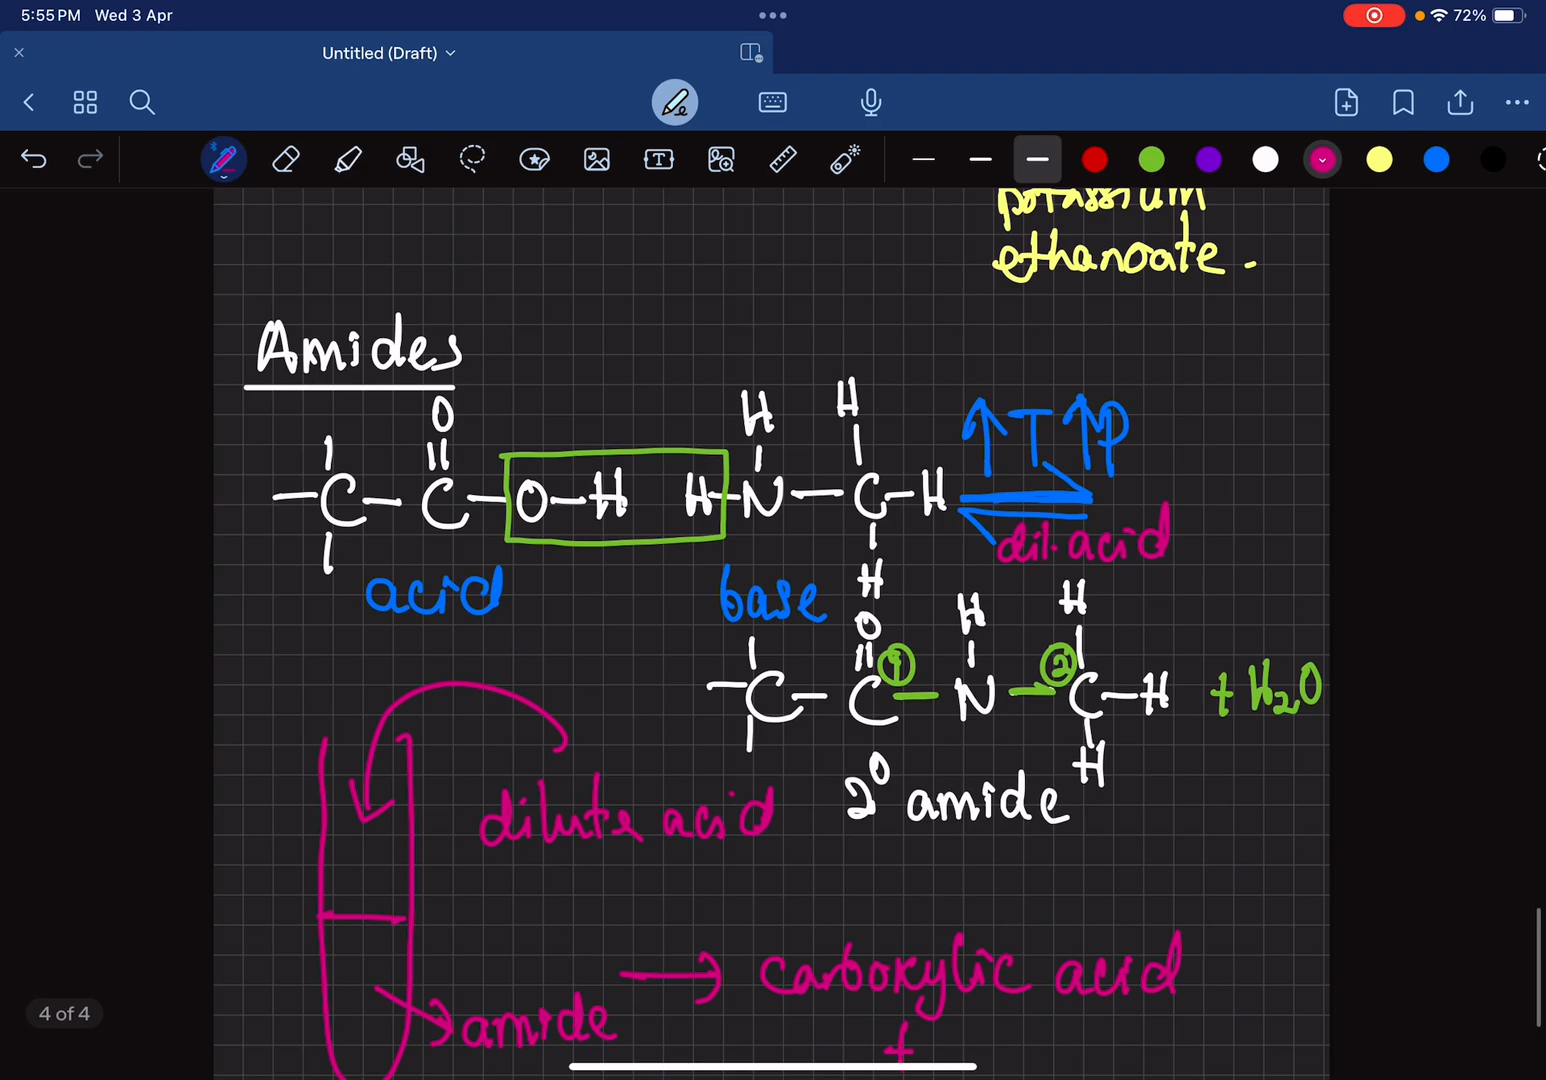 5:55 PM Wed 3 Apr
72%
Untitled (Draft)
potassium
ethanoate.
Amides
O H H
C C O H H N C H
↑T ↑P
dil. acid
acid base H
O H H
C C ① N ② C H + H₂O
H
2° amide
dilute acid
→ carboxylic acid
amide
+
4 of 4